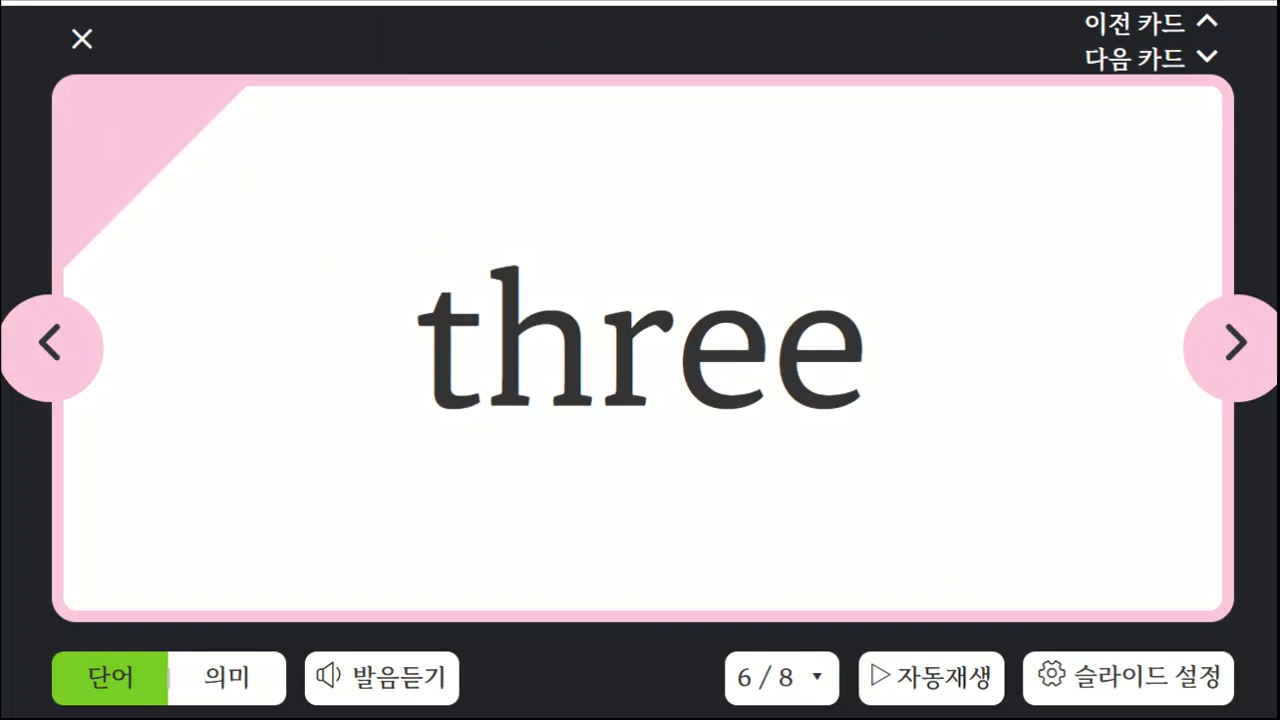 이전 카드
다음 카드
three
단어 의미 발음듣기 6 / 8 자동재생 슬라이드 설정